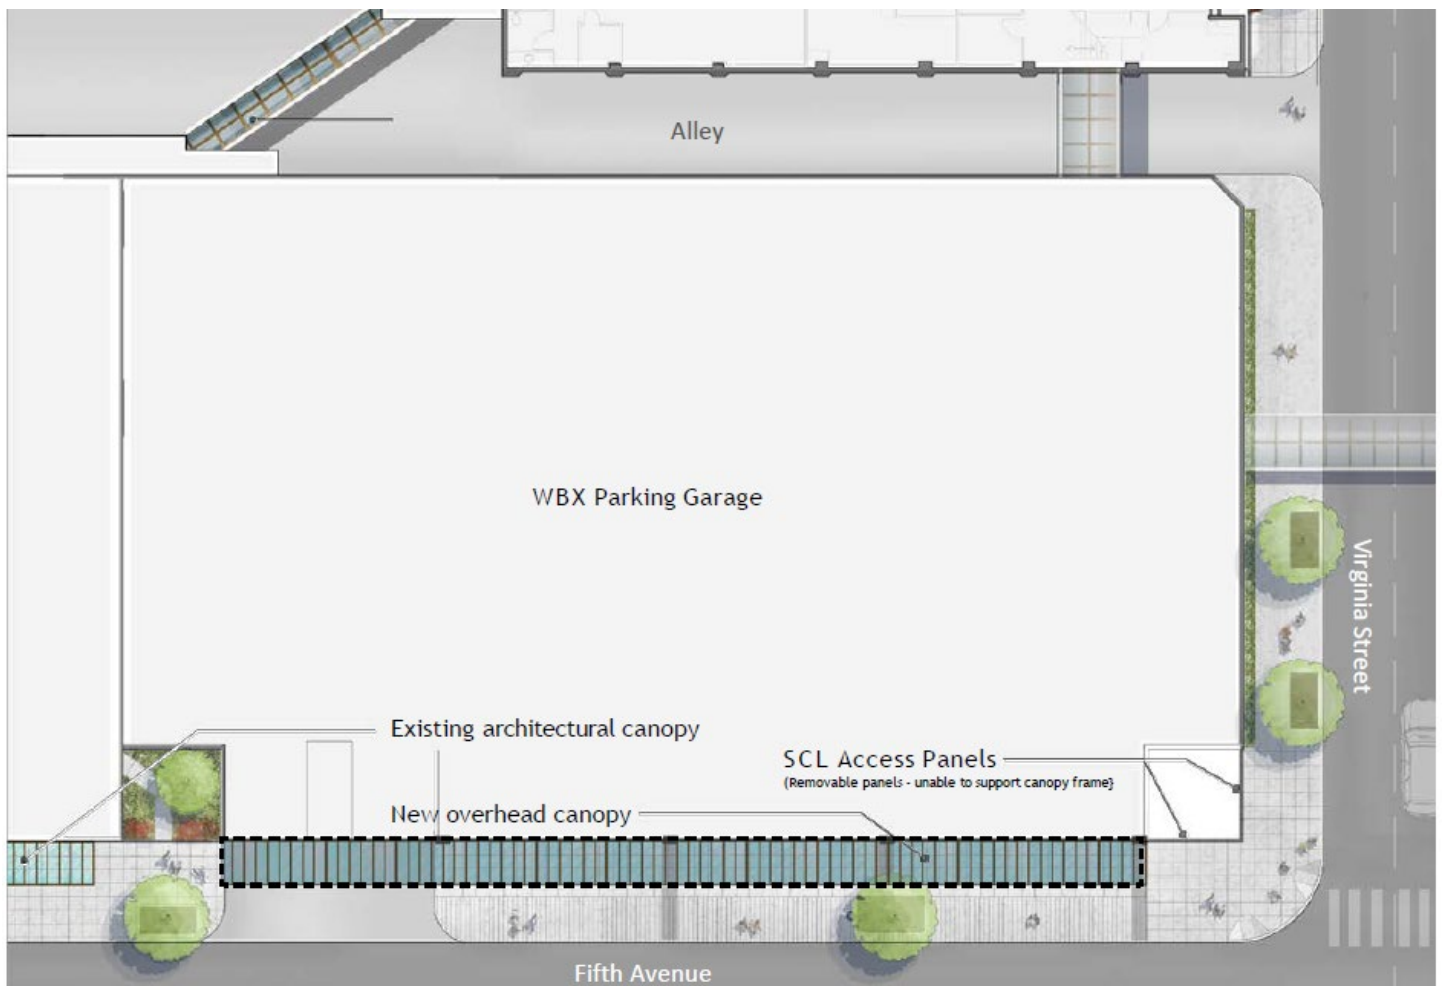 Alley
WBX Parking Garage
Virginia Street
Existing architectural canopy
SCL Access Panels
(Removable panels - unable to support canopy frame}
New overhead canopy
Fifth Avenue